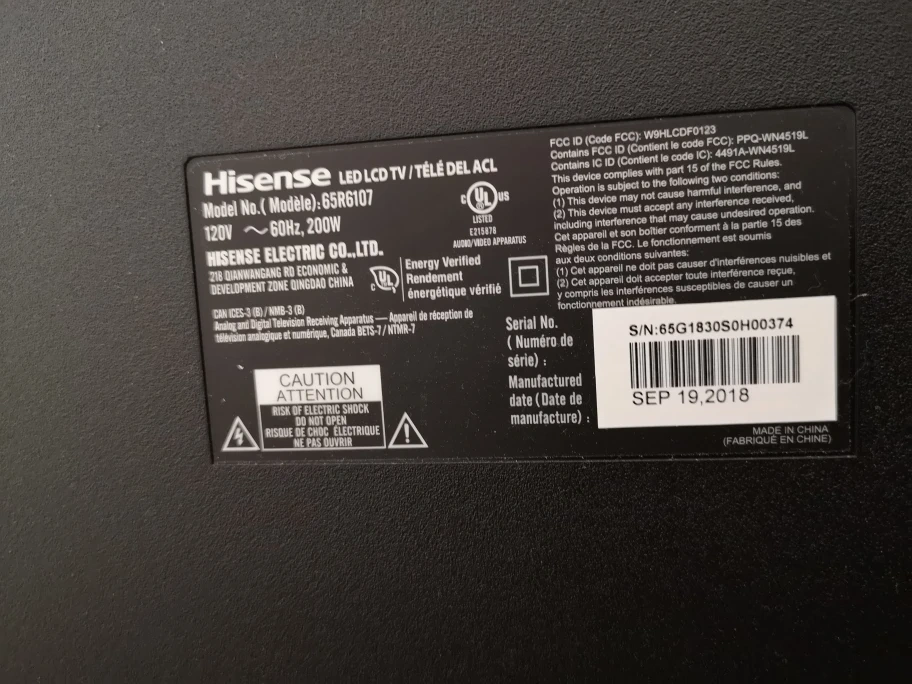 Hisense LED LCD TV / TÉLÉ DEL ACL
Model No.( Modèle): 65R6107
120V ～ 60Hz, 200W
HISENSE ELECTRIC CO., LTD.
218 QIANWANGANG RD ECONOMIC &
DEVELOPMENT ZONE QINGDAO CHINA
C UL US
LISTED
E215878
AUDIO/VIDEO APPARATUS
C UL
Energy Verified
Rendement
énergétique vérifié
CAN ICES-3 (B) / NMB-3 (B)
Analog and Digital Television Receiving Apparatus — Appareil de réception de
télévision analogique et numérique, Canada BETS-7 / NTMR-7
CAUTION
ATTENTION
RISK OF ELECTRIC SHOCK
DO NOT OPEN
RISQUE DE CHOC ÉLECTRIQUE
NE PAS OUVRIR
FCC ID (Code FCC): W9HLCDF0123
Contains FCC ID (Contient le code FCC): PPQ-WN4519L
Contains IC ID (Contient le code IC): 4491A-WN4519L
This device complies with part 15 of the FCC Rules.
Operation is subject to the following two conditions:
(1) This device may not cause harmful interference, and
(2) This device must accept any interference received,
including interference that may cause undesired operation.
Cet appareil et son boîtier conforment à la partie 15 des
Règles de la FCC. Le fonctionnement est soumis
aux deux conditions suivantes:
(1) Cet appareil ne doit pas causer d'interférences nuisibles et
(2) Cet appareil doit accepter toute interférence reçue,
y compris les interférences susceptibles de causer un
fonctionnement indésirable.
Serial No.
( Numéro de
série) :
S/N:65G1830S0H00374
Manufactured
date (Date de
manufacture) :
SEP 19,2018
MADE IN CHINA
(FABRIQUÉ EN CHINE)